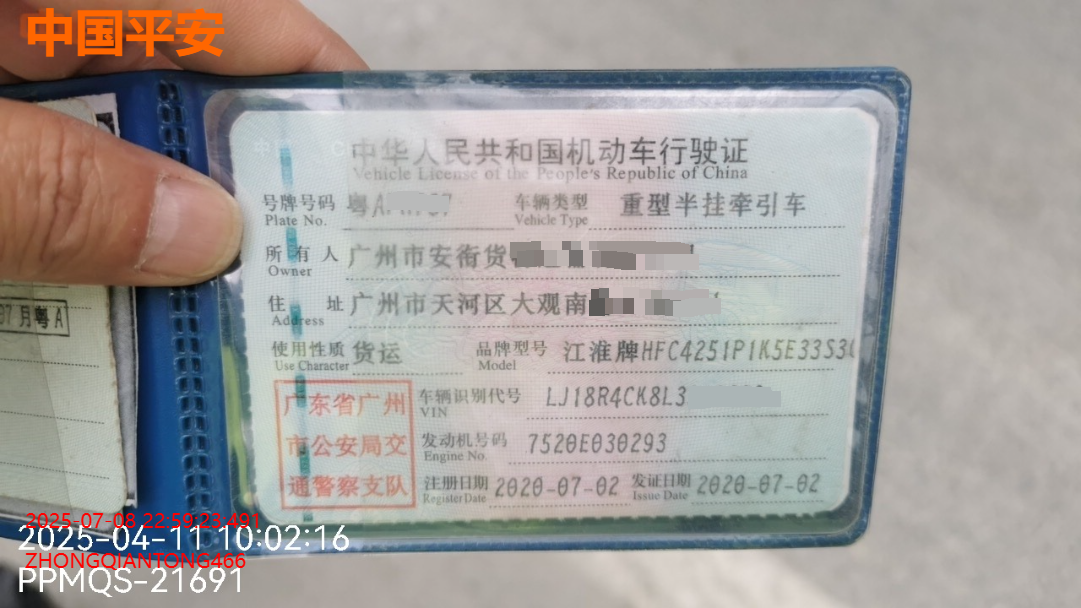 中国平安
中华人民共和国机动车行驶证
Vehicle License of the People's Republic of China
号牌号码 粤A 车辆类型 重型半挂牵引车
Plate No. Vehicle Type
所有人 广州市安衔货
Owner
住址 广州市天河区大观南
Address
使用性质 货运 品牌型号 江淮牌HFC4251P1K5E33S3
Use Character Model
广东省广州
市公安局交
通警察支队
车辆识别代号 LJ18R4CK8L3
VIN
发动机号码 7520E030293
Engine No.
注册日期 2020-07-02 发证日期 2020-07-02
Register Date Issue Date
07月粤A
2025-07-08 22:59:23:491
2025-04-11 10:02:16
ZHONGQIANTONG466
PPMQS-21691